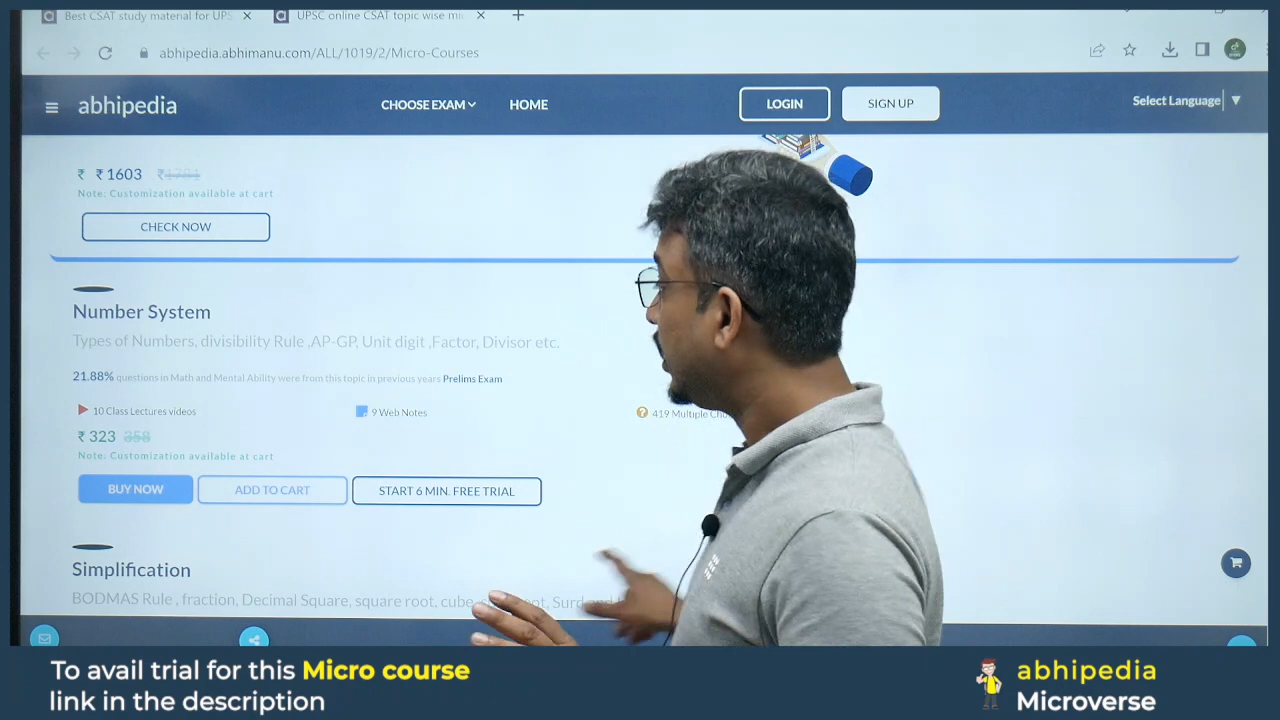 Best CSAT study material for UPS
UPSC online CSAT topic wise mi
abhipedia.abhimanu.com/ALL/1019/2/Micro-Courses
abhipedia
CHOOSE EXAM
HOME
LOGIN
SIGN UP
Select Language ▼
₹ ₹ 1603 ₹1781
Note: Customization available at cart
CHECK NOW
Number System
Types of Numbers, divisibility Rule ,AP-GP, Unit digit ,Factor, Divisor etc.
21.88% questions in Math and Mental Ability were from this topic in previous years Prelims Exam
10 Class Lectures videos
9 Web Notes
419 Multiple
₹ 323 358
Note: Customization available at cart
BUY NOW
ADD TO CART
START 6 MIN. FREE TRIAL
Simplification
BODMAS Rule , fraction, Decimal Square, square root, cube,
To avail trial for this Micro course
link in the description
abhipedia
Microverse